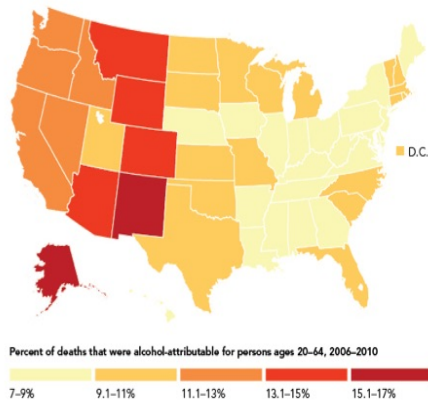 D.C.
Percent of deaths that were alcohol-attributable for persons ages 20–64, 2006–2010
7–9% 9.1–11% 11.1–13% 13.1–15% 15.1–17%